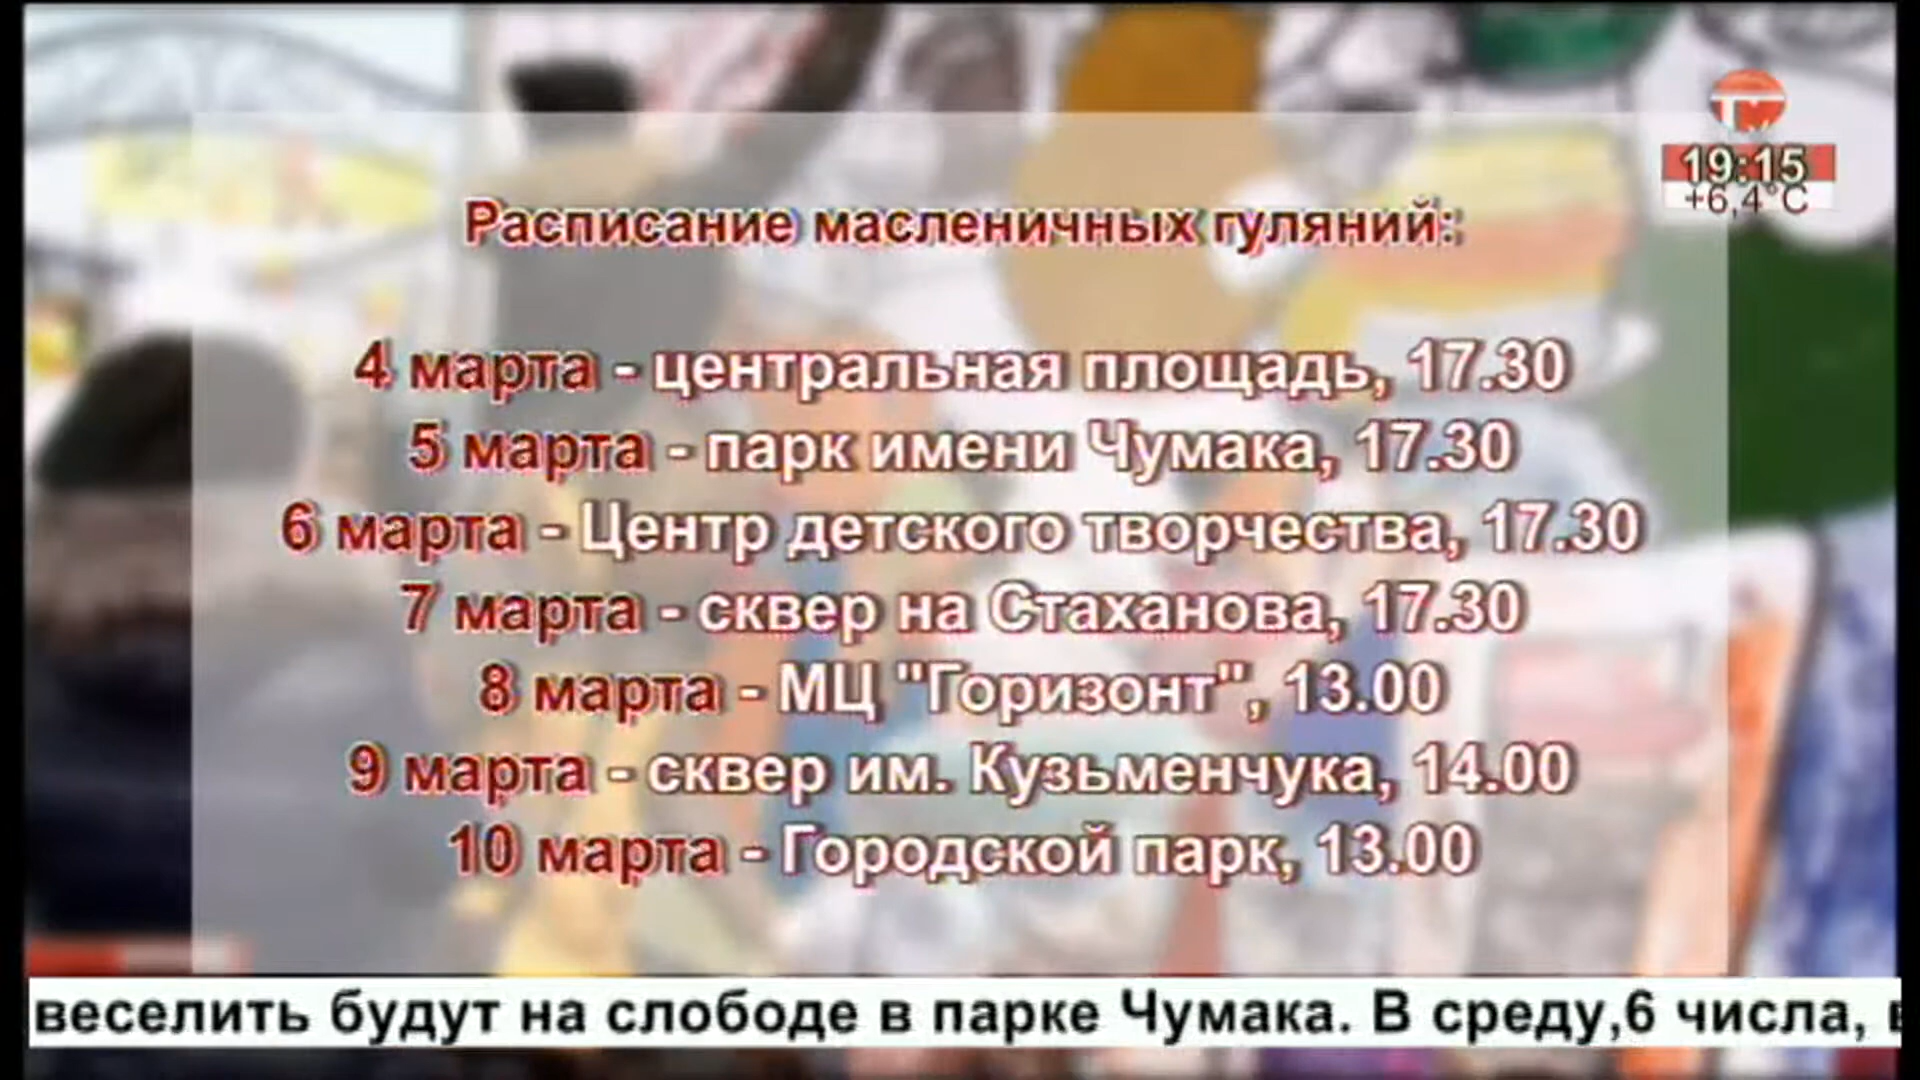 ТМ
19:15
+6,4°C
Расписание масленичных гуляний:
4 марта - центральная площадь, 17.30
5 марта - парк имени Чумака, 17.30
6 марта - Центр детского творчества, 17.30
7 марта - сквер на Стаханова, 17.30
8 марта - МЦ "Горизонт", 13.00
9 марта - сквер им. Кузьменчука, 14.00
10 марта - Городской парк, 13.00
веселить будут на слободе в парке Чумака. В среду,6 числа,